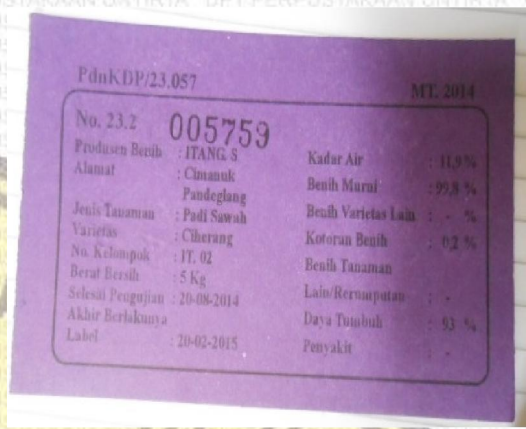 PdnKDP/23.057 MT. 2014
No. 23.2 005759
Produsen Benih : ITANG. S
Alamat : Cimanuk
Pandeglang
Jenis Tanaman : Padi Sawah
Varietas : Ciherang
No. Kelompok : IT. 02
Berat Bersih : 5 Kg
Selesai Pengujian : 20-08-2014
Akhir Berlakunya
Label : 20-02-2015
Kadar Air : 11,9 %
Benih Murni : 99,8 %
Benih Varietas Lain : - %
Kotoran Benih : 0,2 %
Benih Tanaman
Lain/Rerumputan : -
Daya Tumbuh : 93 %
Penyakit : -